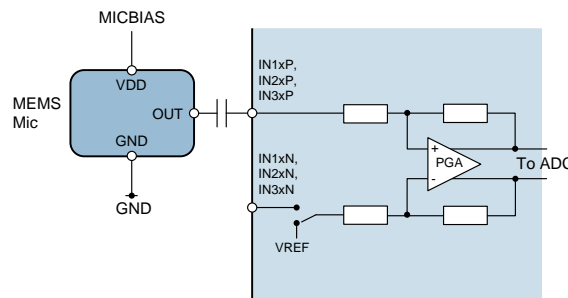 MICBIAS
VDD
MEMS
Mic
OUT
GND
GND
IN1xP,
IN2xP,
IN3xP
IN1xN,
IN2xN,
IN3xN
VREF
+
PGA
-
To ADC